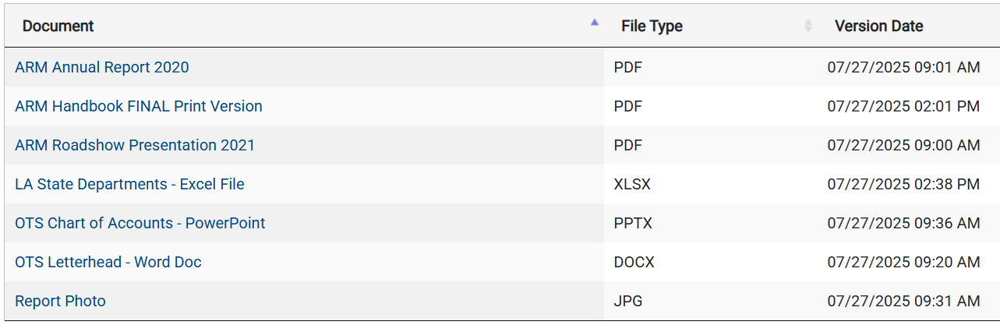 Document File Type Version Date
ARM Annual Report 2020 PDF 07/27/2025 09:01 AM
ARM Handbook FINAL Print Version PDF 07/27/2025 02:01 PM
ARM Roadshow Presentation 2021 PDF 07/27/2025 09:00 AM
LA State Departments - Excel File XLSX 07/27/2025 02:38 PM
OTS Chart of Accounts - PowerPoint PPTX 07/27/2025 09:36 AM
OTS Letterhead - Word Doc DOCX 07/27/2025 09:20 AM
Report Photo JPG 07/27/2025 09:31 AM